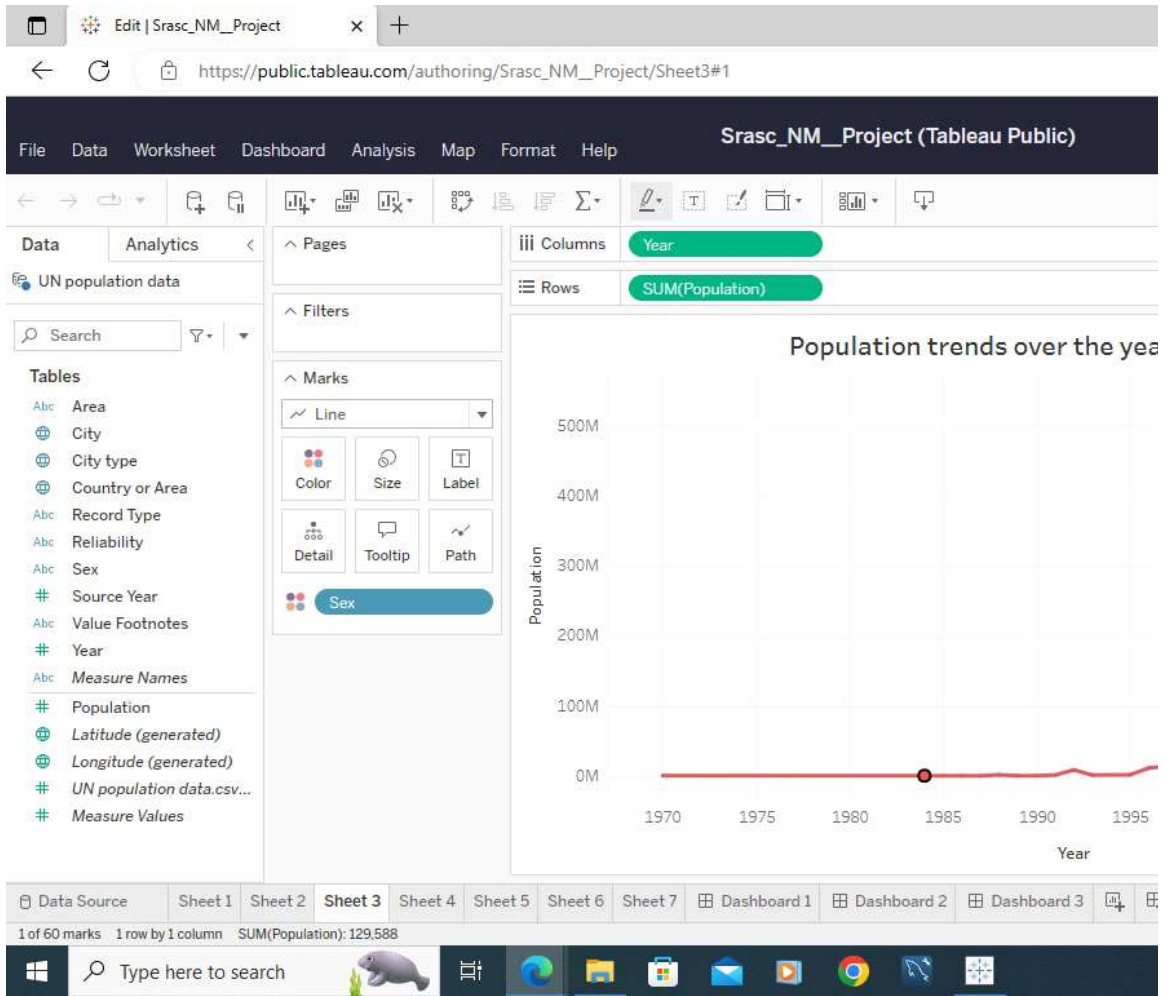 Edit | Srasc_NM__Project
https://public.tableau.com/authoring/Srasc_NM__Project/Sheet3#1
Srasc_NM__Project (Tableau Public)
File Data Worksheet Dashboard Analysis Map Format Help
Data Analytics
UN population data
Search
Tables
Abc Area
City
City type
Country or Area
Abc Record Type
Abc Reliability
Abc Sex
# Source Year
Abc Value Footnotes
# Year
Abc Measure Names
# Population
Latitude (generated)
Longitude (generated)
# UN population data.csv...
# Measure Values
Pages
Filters
Marks
Line
Color Size Label
Detail Tooltip Path
Sex
Columns Year
Rows SUM(Population)
Population trends over the yea
500M
400M
300M
200M
100M
0M
Population
1970 1975 1980 1985 1990 1995
Year
Data Source Sheet 1 Sheet 2 Sheet 3 Sheet 4 Sheet 5 Sheet 6 Sheet 7 Dashboard 1 Dashboard 2 Dashboard 3
1 of 60 marks 1 row by 1 column SUM(Population): 129,588
Type here to search